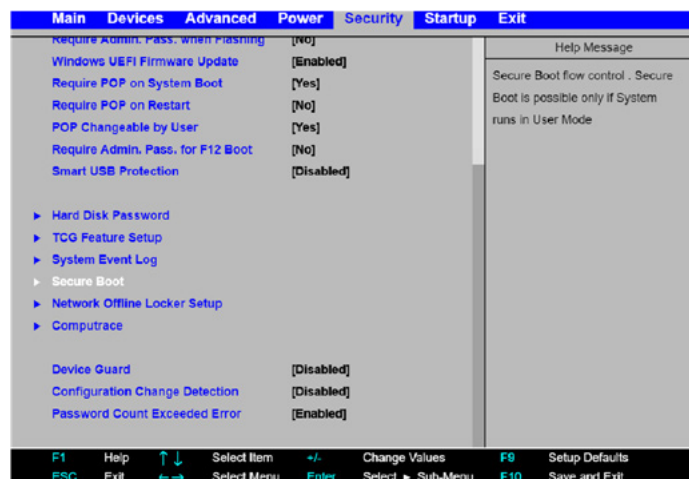 Main Devices Advanced Power Security Startup Exit
Require Admin. Pass. when Flashing [No]
Windows UEFI Firmware Update [Enabled]
Require POP on System Boot [Yes]
Require POP on Restart [No]
POP Changeable by User [Yes]
Require Admin. Pass. for F12 Boot [No]
Smart USB Protection [Disabled]
Hard Disk Password
TCG Feature Setup
System Event Log
Secure Boot
Network Offline Locker Setup
Computrace
Device Guard [Disabled]
Configuration Change Detection [Disabled]
Password Count Exceeded Error [Enabled]
Help Message
Secure Boot flow control . Secure
Boot is possible only if System
runs in User Mode
F1 Help ↑↓ Select Item +/- Change Values F9 Setup Defaults
ESC Exit ←→ Select Menu Enter Select ► Sub-Menu F10 Save and Exit